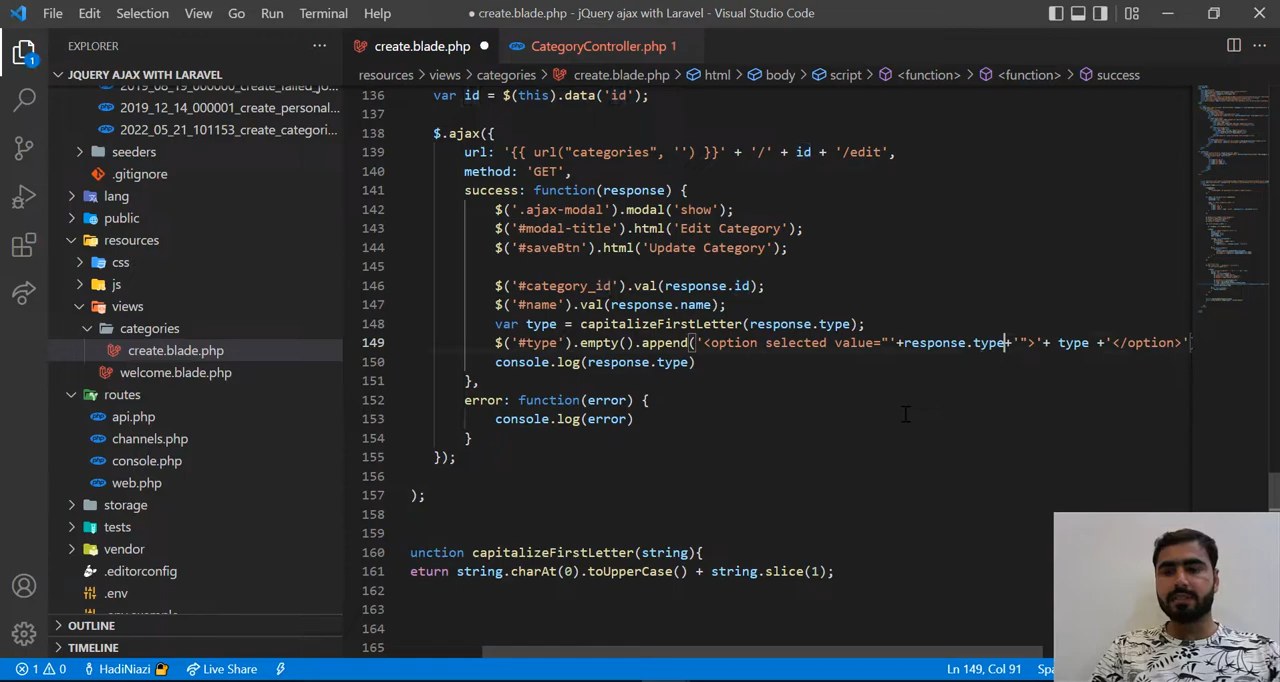 File Edit Selection View Go Run Terminal Help
● create.blade.php - jQuery ajax with Laravel - Visual Studio Code
EXPLORER
create.blade.php ●
CategoryController.php 1
JQUERY AJAX WITH LARAVEL
resources > views > categories > create.blade.php > html > body > script > <function> > <function> > success
2019_08_19_000000_create_failed_jo...
2019_12_14_000001_create_personal...
2022_05_21_101153_create_categori...
seeders
.gitignore
lang
public
resources
css
js
views
categories
create.blade.php
welcome.blade.php
routes
api.php
channels.php
console.php
web.php
storage
tests
vendor
.editorconfig
.env
OUTLINE
TIMELINE
136 var id = $(this).data('id');
137
138 $.ajax({
139 url: '{{ url("categories", '') }}' + '/' + id + '/edit',
140 method: 'GET',
141 success: function(response) {
142 $('.ajax-modal').modal('show');
143 $('#modal-title').html('Edit Category');
144 $('#saveBtn').html('Update Category');
145
146 $('#category_id').val(response.id);
147 $('#name').val(response.name);
148 var type = capitalizeFirstLetter(response.type);
149 $('#type').empty().append('<option selected value="'+response.type+'">'+ type +'</option>'
150 console.log(response.type)
151 },
152 error: function(error) {
153 console.log(error)
154 }
155 });
156
157 );
158
159
160 unction capitalizeFirstLetter(string){
161 eturn string.charAt(0).toUpperCase() + string.slice(1);
162
163
164
165
1 0 HadiNiazi Live Share
Ln 149, Col 91 Spa